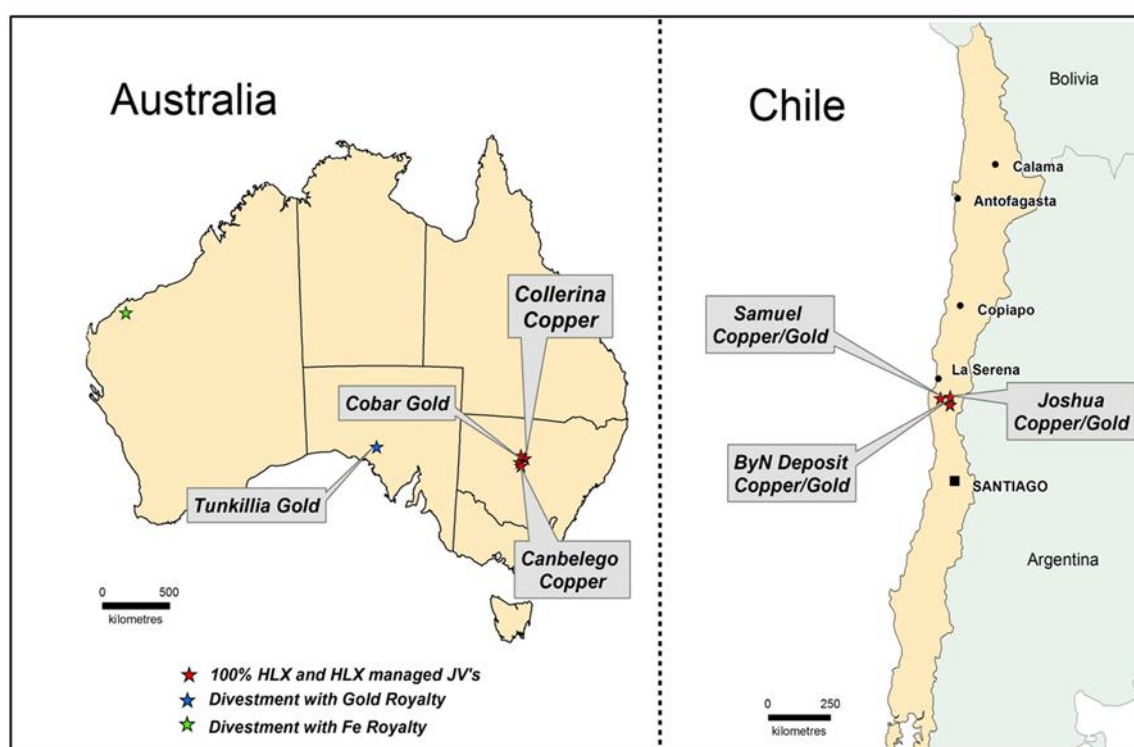 Australia
Collerina
Copper
Cobar Gold
Tunkillia Gold
Canbelego
Copper
0 500
kilometres
100% HLX and HLX managed JV's
Divestment with Gold Royalty
Divestment with Fe Royalty
Chile
Bolivia
Calama
Antofagasta
Copiapo
Samuel
Copper/Gold
La Serena
Joshua
Copper/Gold
ByN Deposit
Copper/Gold
SANTIAGO
Argentina
0 250
kilometres